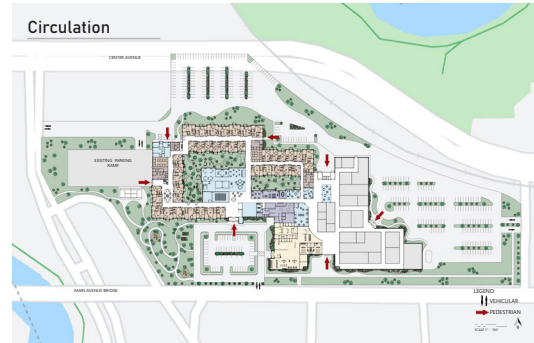 Circulation
CENTER AVENUE
EXISTING PARKING
RAMP
MAIN AVENUE BRIDGE
LEGEND:
VEHICULAR
PEDESTRIAN